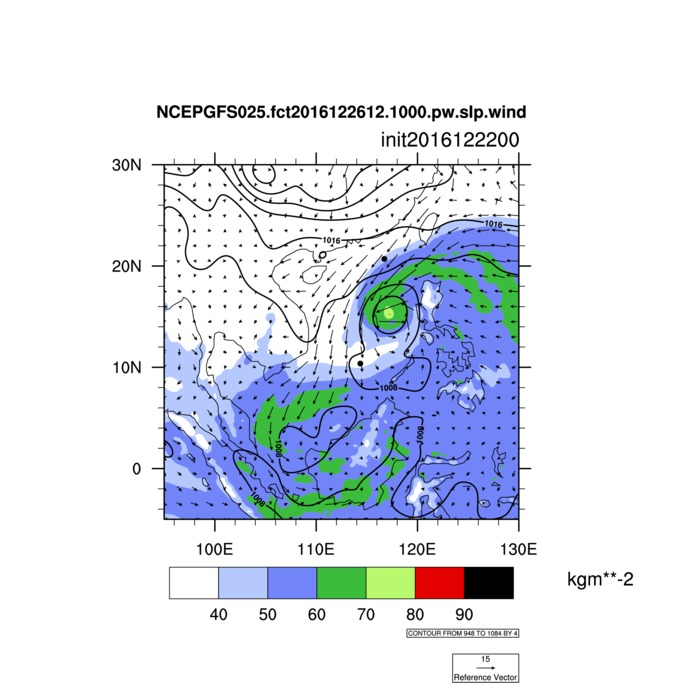 NCEPGFS025.fct2016122612.1000.pw.slp.wind
init2016122200
30N
1016
1016
20N
10N
1008
1008
1008
0
1008
100E
110E
120E
130E
kgm**-2
40
50
60
70
80
90
CONTOUR FROM 948 TO 1084 BY 4
15
Reference Vector